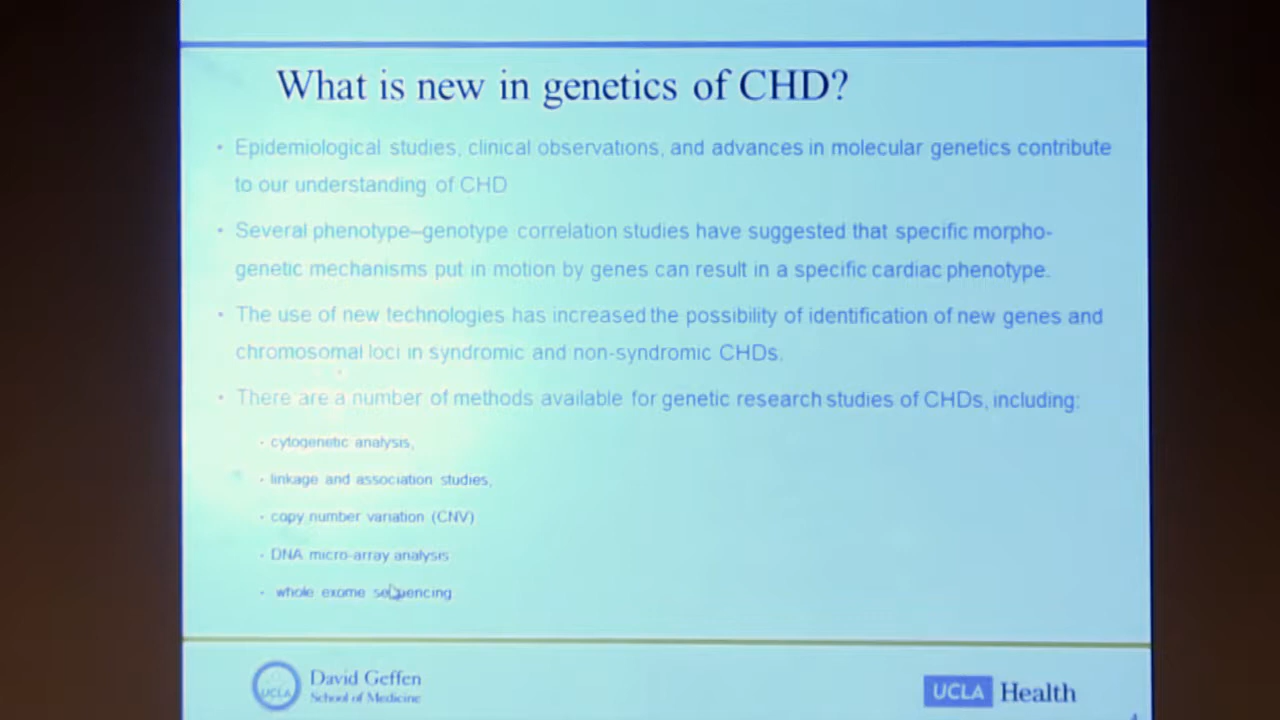 What is new in genetics of CHD?
• Epidemiological studies, clinical observations, and advances in molecular genetics contribute
to our understanding of CHD
• Several phenotype–genotype correlation studies have suggested that specific morpho-
genetic mechanisms put in motion by genes can result in a specific cardiac phenotype.
• The use of new technologies has increased the possibility of identification of new genes and
chromosomal loci in syndromic and non-syndromic CHDs.
• There are a number of methods available for genetic research studies of CHDs, including:
• cytogenetic analysis,
• linkage and association studies,
• copy number variation (CNV)
• DNA micro-array analysis
• whole exome sequencing
UCLA
David Geffen
School of Medicine
UCLA Health